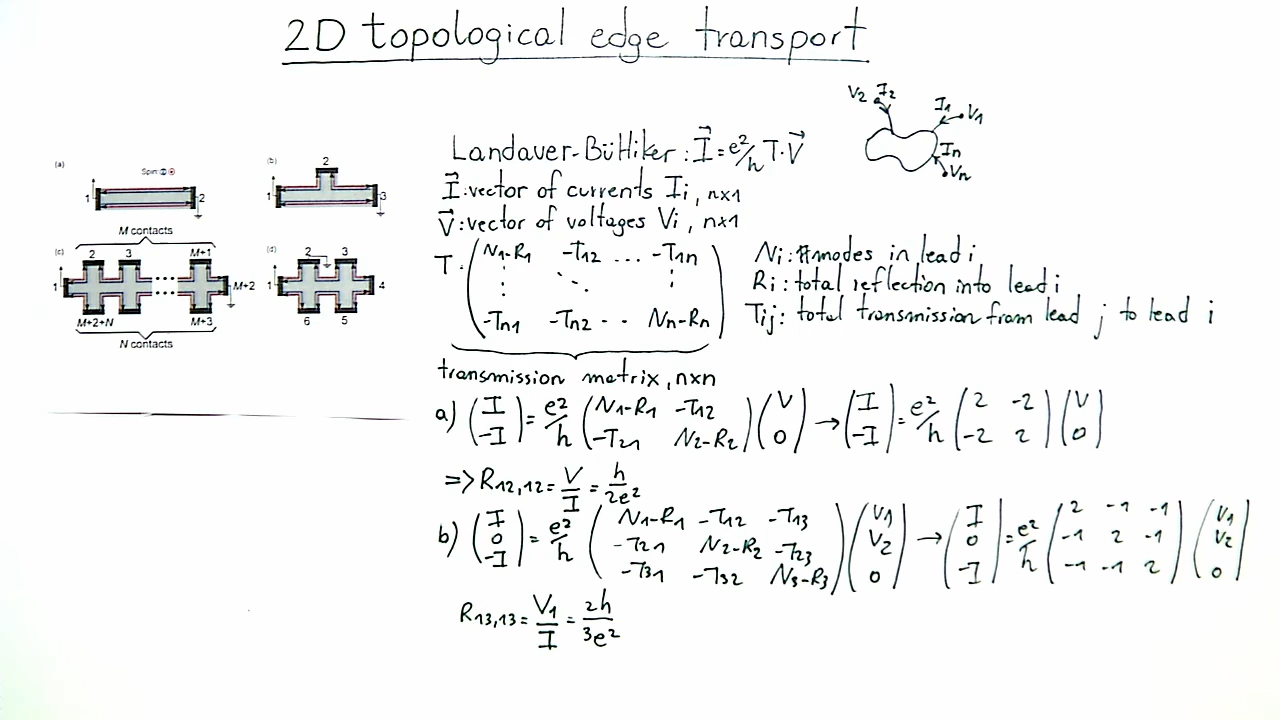 2D topological edge transport
V2 I2
I1 V1
In
Vn
(a)
Spin
1 2
(b)
2
1 3
M contacts
(c)
2 3 M+1
1 ... M+2
M+2+N M+3
N contacts
(d)
2 3
1 4
6 5
Landauer-Büttiker: I⃗ = e²/h T·V⃗
I⃗: vector of currents Ii, nx1
V⃗: vector of voltages Vi, nx1
T: ( N1-R1 -T12 ... -T1n )
( ⋮ ⋱ ⋮ )
( -Tn1 -Tn2 -- Nn-Rn )
transmission matrix, nxn
Ni: #modes in lead i
Ri: total reflection into lead i
Tij: total transmission from lead j to lead i
a) (I -I) = e²/h (N1-R1 -T12 -T21 N2-R2) (V 0) → (I -I) = e²/h (2 -2 -2 2) (V 0)
=> R12,12 = V/I = h/2e²
b) (I 0 -I) = e²/h (N1-R1 -T12 -T13 -T21 N2-R2 -T23 -T31 -T32 N3-R3) (V1 V2 0) → (I 0 -I) = e²/h (2 -1 -1 -1 2 -1 -1 -1 2) (V1 V2 0)
R13,13 = V1/I = 2h/3e²